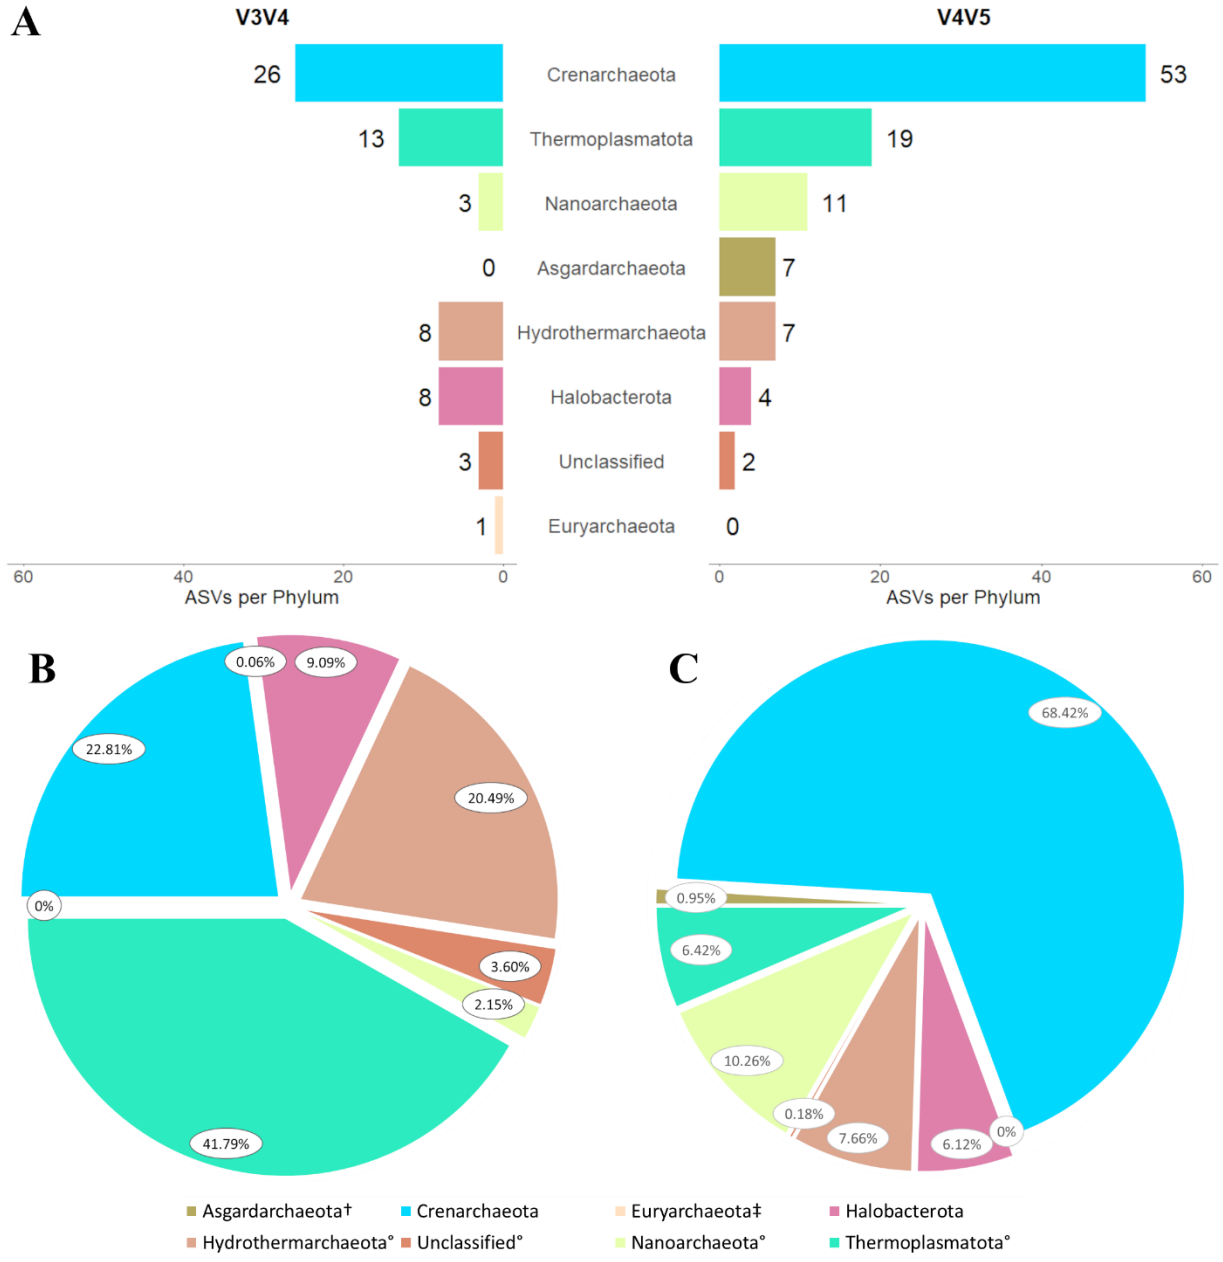 A V3V4 V4V5
26 Crenarchaeota 53
13 Thermoplasmatota 19
3 Nanoarchaeota 11
0 Asgardarchaeota 7
8 Hydrothermarchaeota 7
8 Halobacterota 4
3 Unclassified 2
1 Euryarchaeota 0
60 40 20 0 0 20 40 60
ASVs per Phylum ASVs per Phylum
B
0.06% 9.09%
22.81%
20.49%
0%
3.60%
2.15%
41.79%
C
68.42%
0.95%
6.42%
10.26%
0.18%
7.66%
6.12%
0%
Asgardarchaeota† Crenarchaeota Euryarchaeota‡ Halobacterota
Hydrothermarchaeota° Unclassified° Nanoarchaeota° Thermoplasmatota°